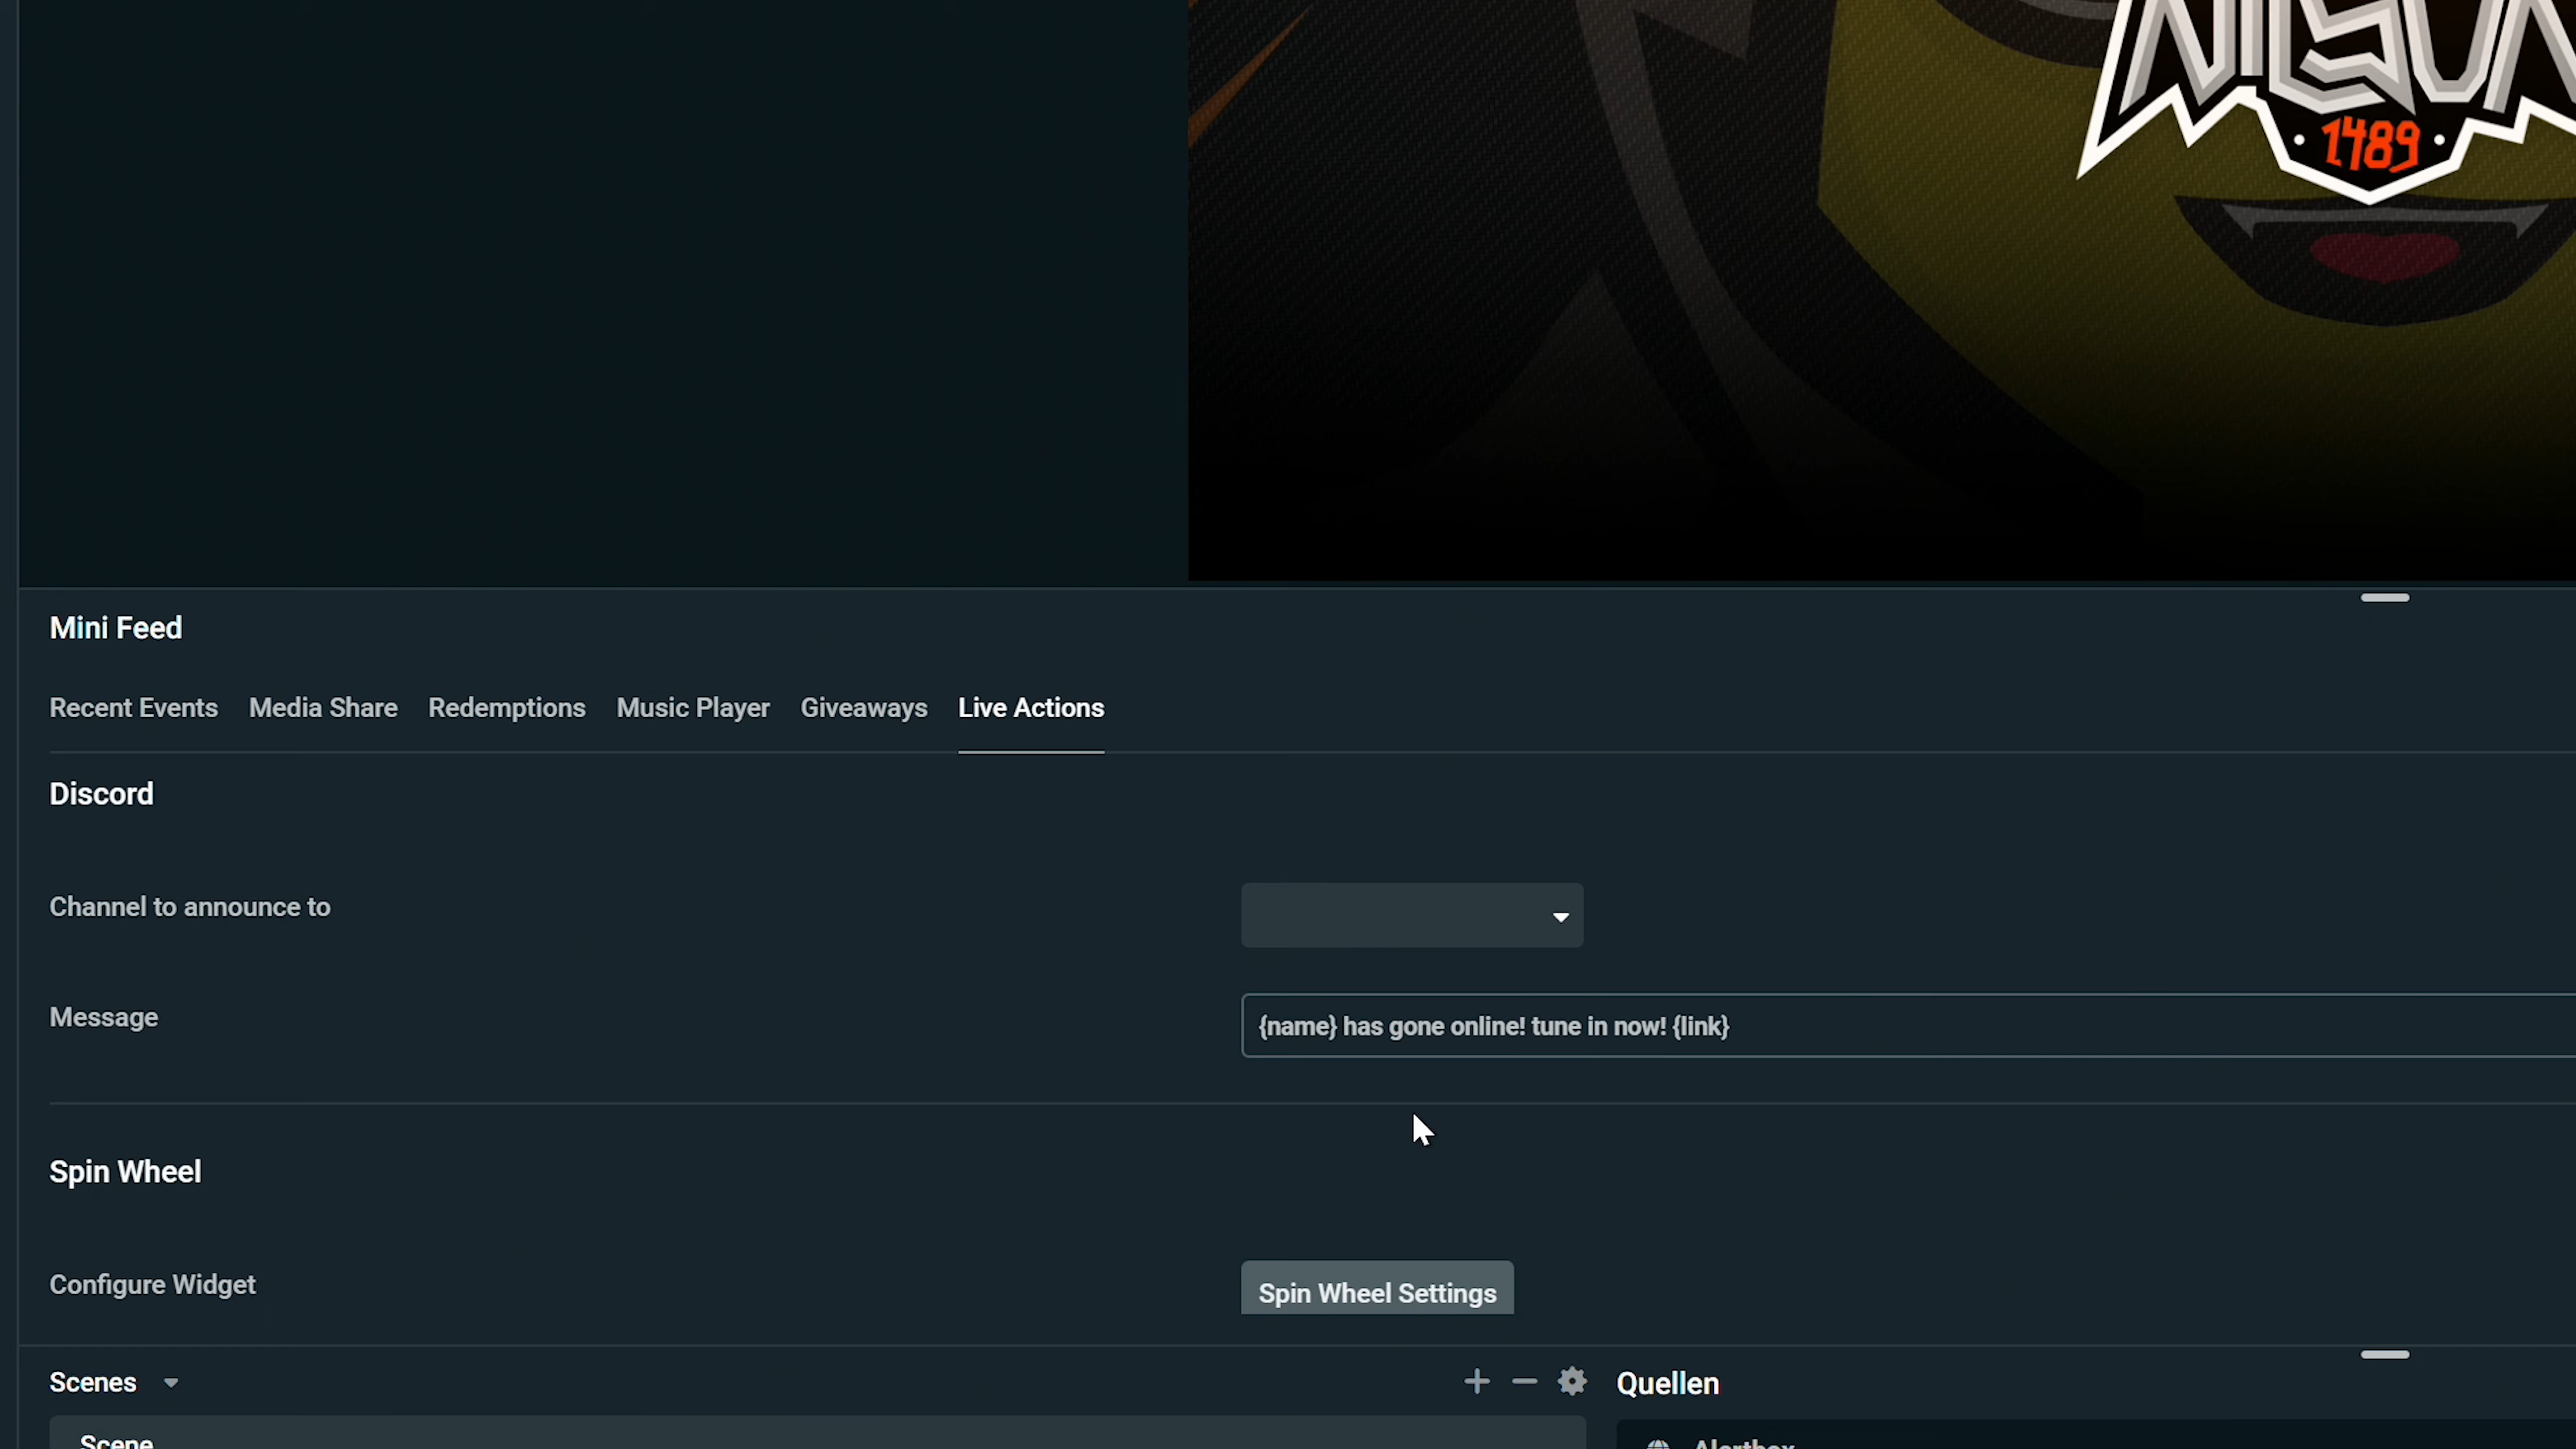 1489
Mini Feed
Recent Events Media Share Redemptions Music Player Giveaways Live Actions
Discord
Channel to announce to
Message
{name} has gone online! tune in now! {link}
Spin Wheel
Configure Widget
Spin Wheel Settings
Scenes
Quellen
Scene
Alertbox